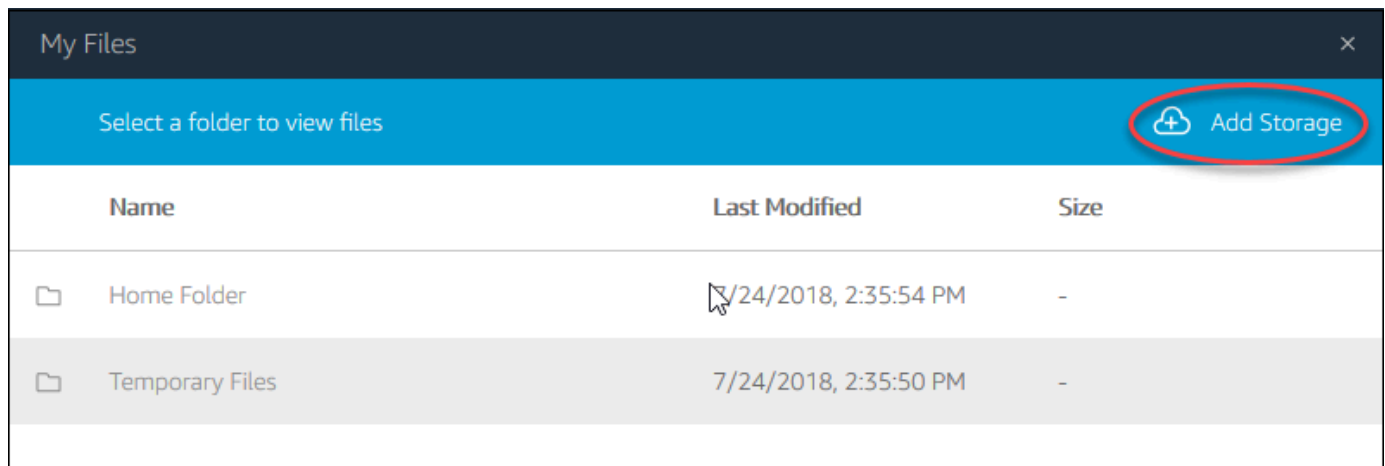 My Files
Select a folder to view files
Add Storage
Name Last Modified Size
Home Folder /24/2018, 2:35:54 PM -
Temporary Files 7/24/2018, 2:35:50 PM -